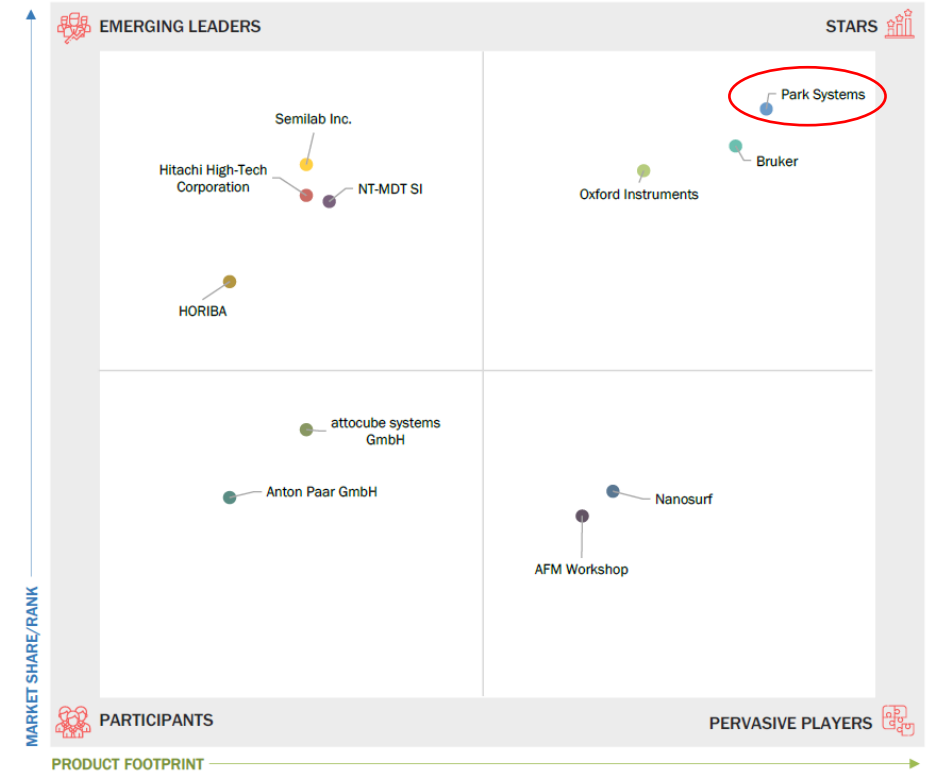 EMERGING LEADERS
STARS
Park Systems
Semilab Inc.
Bruker
Hitachi High-Tech
Corporation
NT-MDT SI
Oxford Instruments
HORIBA
attocube systems
GmbH
Anton Paar GmbH
Nanosurf
AFM Workshop
MARKET SHARE/RANK
PARTICIPANTS
PERVASIVE PLAYERS
PRODUCT FOOTPRINT